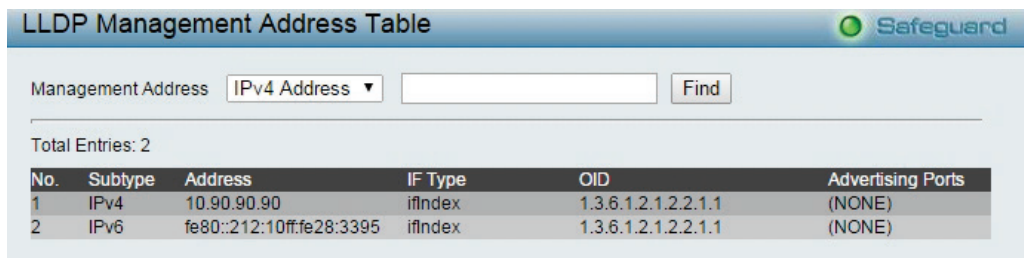 LLDP Management Address Table
Safeguard
Management Address IPv4 Address Find
Total Entries: 2
No. Subtype Address IF Type OID Advertising Ports
1 IPv4 10.90.90.90 ifIndex 1.3.6.1.2.1.2.2.1.1 (NONE)
2 IPv6 fe80::212:10ff:fe28:3395 ifIndex 1.3.6.1.2.1.2.2.1.1 (NONE)